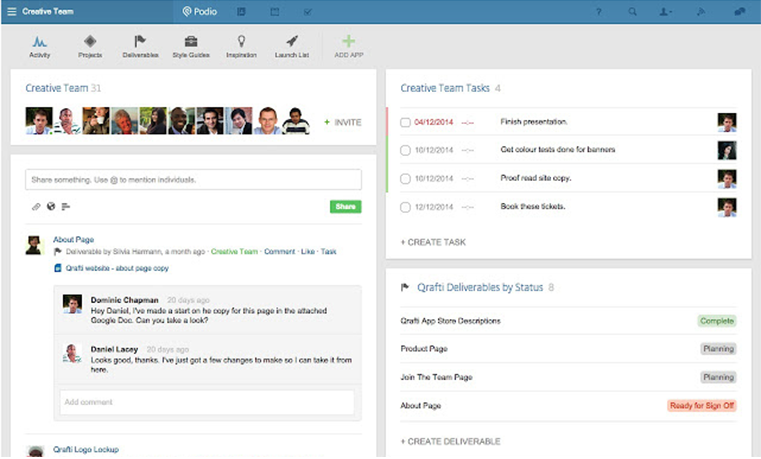 Creative Team
Podio
?
Activity
Projects
Deliverables
Style Guides
Inspiration
Launch List
ADD APP
Creative Team 31
+ INVITE
Share something. Use @ to mention individuals.
Share
About Page
Deliverable by Silvia Hermann, a month ago · Creative Team · Comment · Like · Task
Qrafti website - about page copy
Dominic Chapman 20 days ago
Hey Daniel, I've made a start on he copy for this page in the attached
Google Doc. Can you take a look?
Daniel Lacey 20 days ago
Looks good, thanks. I've just got a few changes to make so I can take it from
here.
Add comment
Qrafti Logo Lockup
Creative Team Tasks 4
04/12/2014 --:-- Finish presentation.
10/12/2014 --:-- Get colour tests done for banners
10/12/2014 --:-- Proof read site copy.
12/12/2014 --:-- Book these tickets.
+ CREATE TASK
Qrafti Deliverables by Status 8
Qrafti App Store Descriptions Complete
Product Page Planning
Join The Team Page Planning
About Page Ready for Sign Off
+ CREATE DELIVERABLE